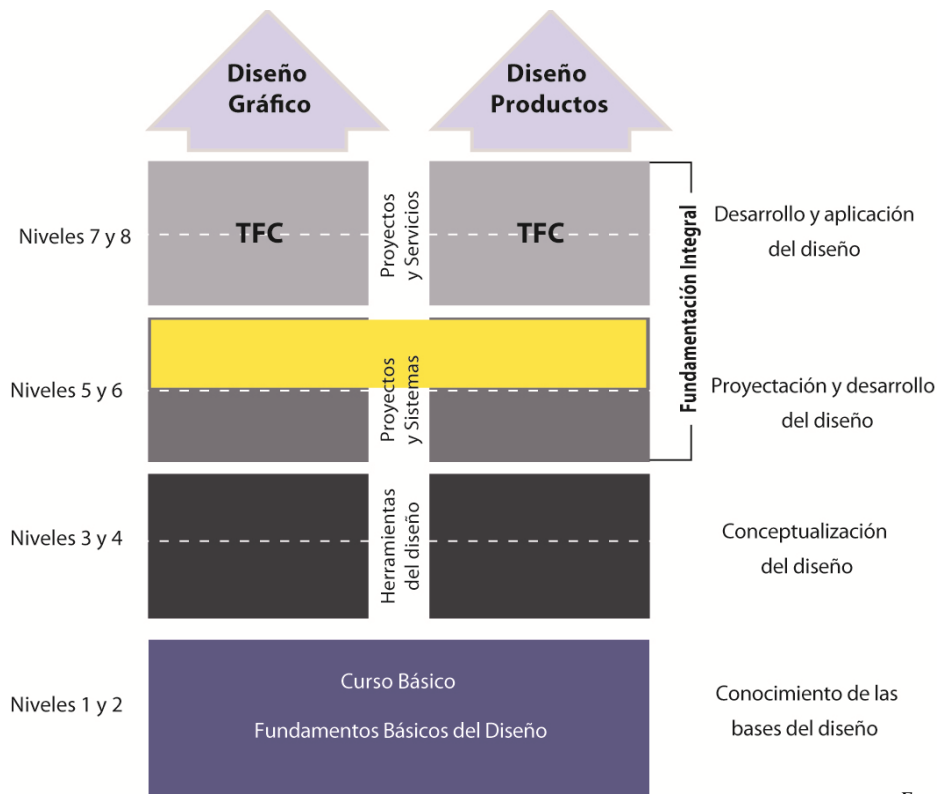 Diseño
Gráfico
Diseño
Productos
Niveles 7 y 8
TFC
Proyectos
y Servicios
TFC
Fundamentación Integral
Desarrollo y aplicación
del diseño
Niveles 5 y 6
Proyectos
y Sistemas
Proyectación y desarrollo
del diseño
Niveles 3 y 4
Herramientas
del diseño
Conceptualización
del diseño
Niveles 1 y 2
Curso Básico
Fundamentos Básicos del Diseño
Conocimiento de las
bases del diseño